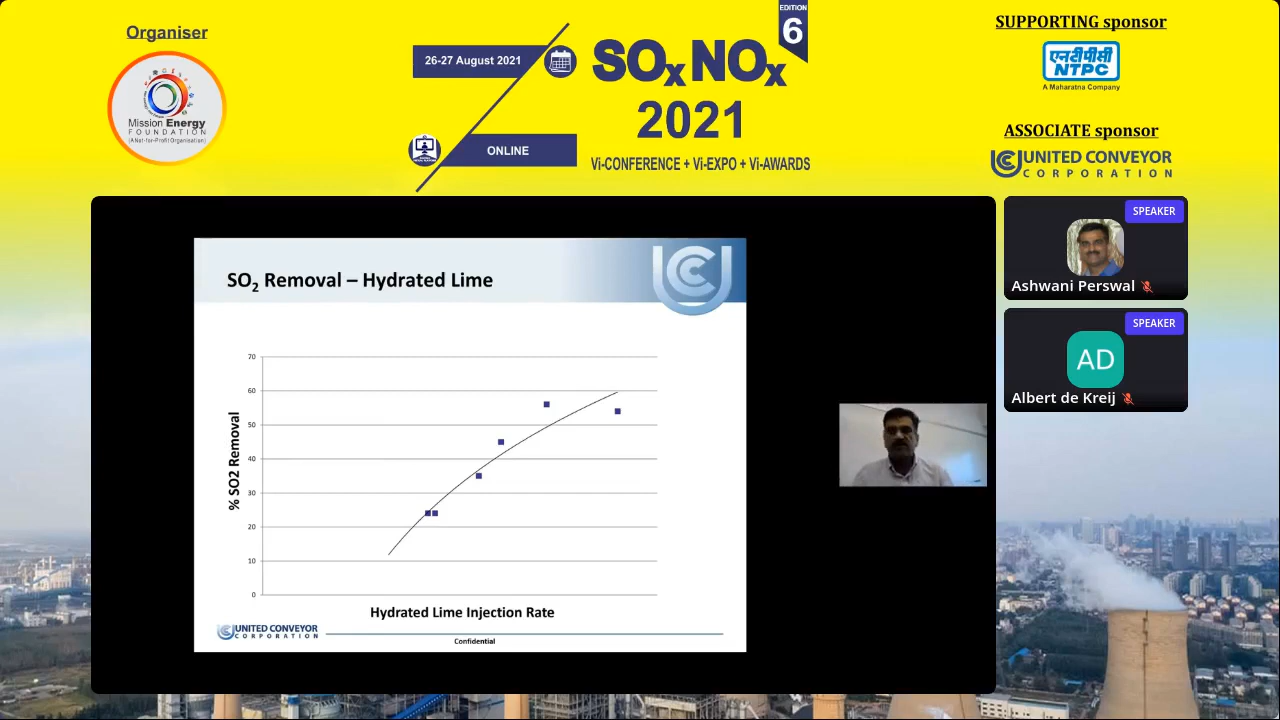 Organiser
Mission Energy
FOUNDATION
(A Not-for-Profit Organisation)
26-27 August 2021
ONLINE
EDITION
6
SOxNOx
2021
Vi-CONFERENCE + Vi-EXPO + Vi-AWARDS
SUPPORTING sponsor
एनटीपीसी
NTPC
A Maharatna Company
ASSOCIATE sponsor
UNITED CONVEYOR
CORPORATION
SPEAKER
Ashwani Perswal
SPEAKER
AD
Albert de Kreij
SO2 Removal – Hydrated Lime
70
60
50
40
30
20
10
0
% SO2 Removal
Hydrated Lime Injection Rate
UNITED CONVEYOR
CORPORATION
Confidential